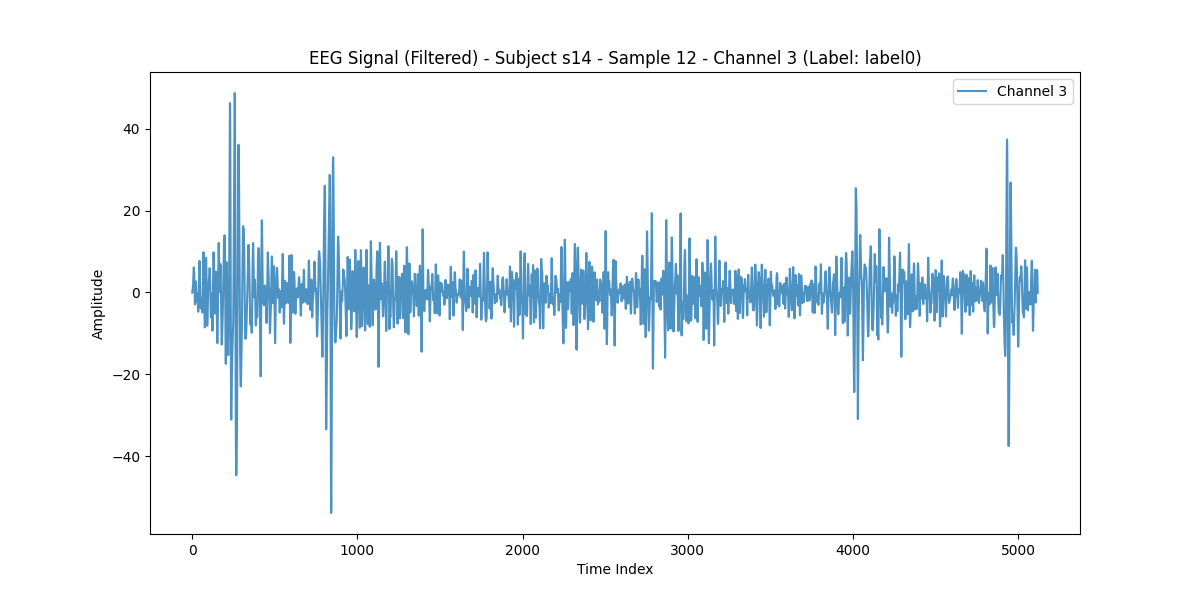 EEG Signal (Filtered) - Subject s14 - Sample 12 - Channel 3 (Label: label0)
Channel 3
40
20
0
−20
−40
Amplitude
0 1000 2000 3000 4000 5000
Time Index